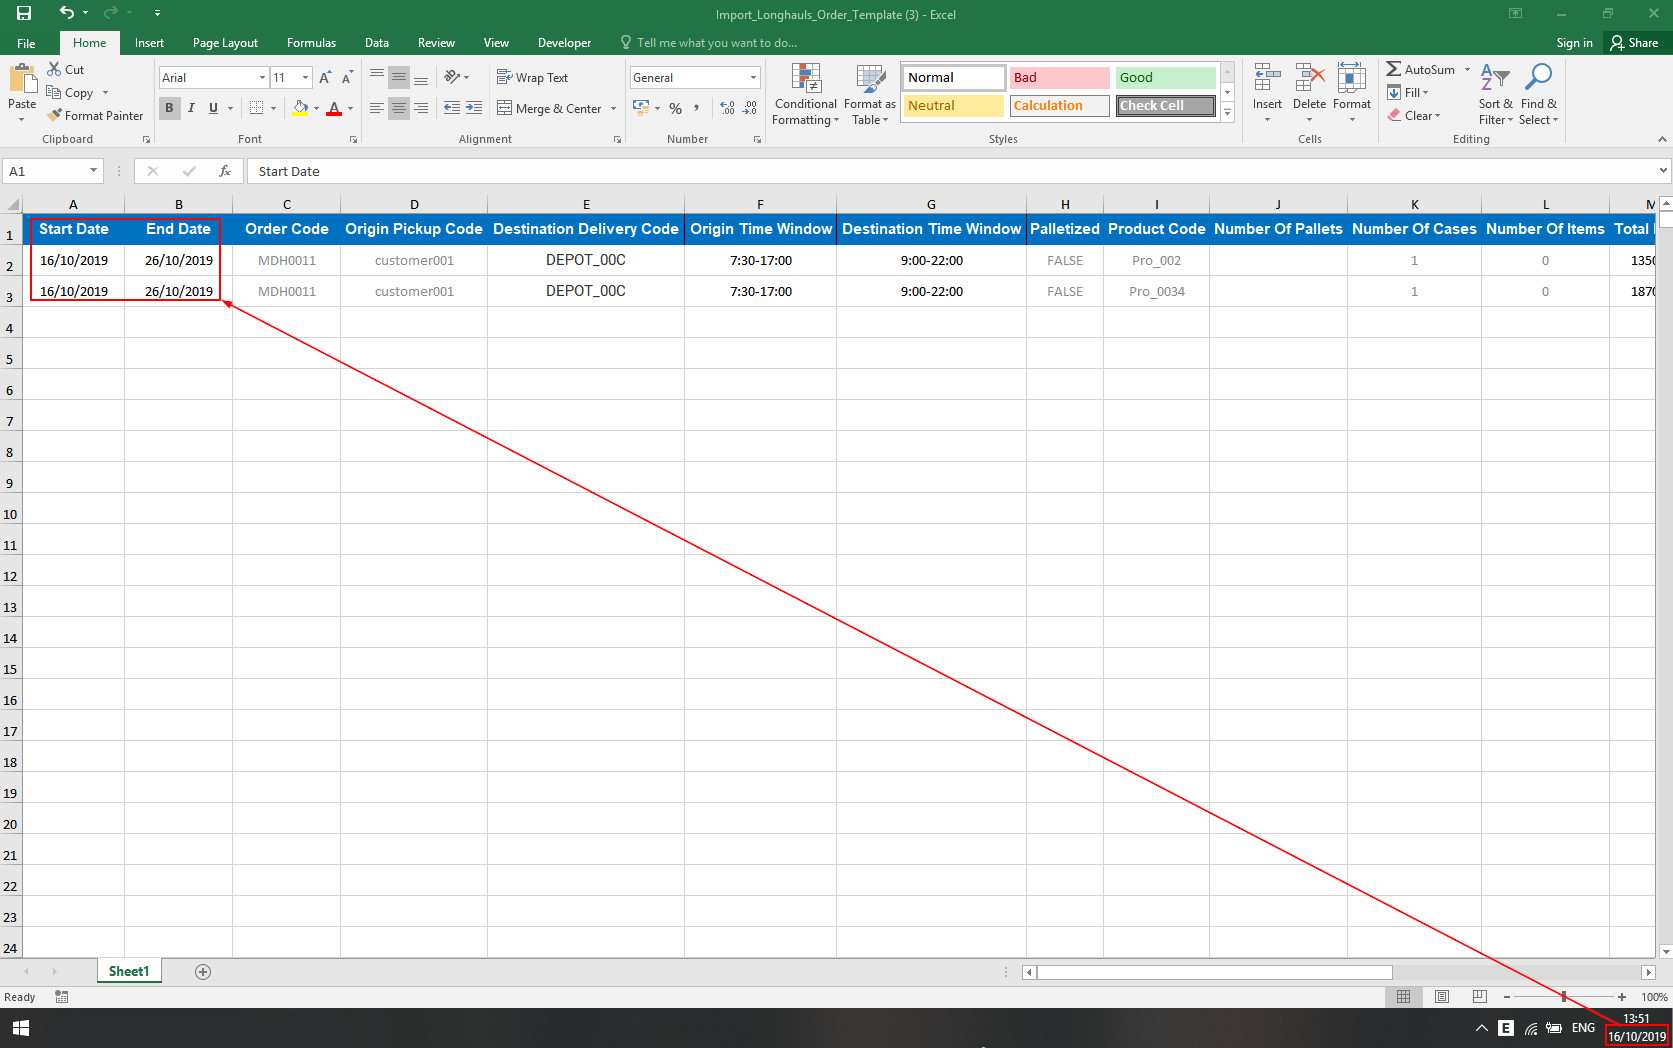 Import_Longhauls_Order_Template (3) - Excel
File Home Insert Page Layout Formulas Data Review View Developer Tell me what you want to do... Sign in Share
Paste
Cut
Copy
Format Painter
Clipboard
Arial 11
B I U
Font
Wrap Text
Merge & Center
Alignment
General
Number
Conditional Formatting
Format as Table
Normal Bad Good
Neutral Calculation Check Cell
Styles
Insert Delete Format
Cells
AutoSum
Fill
Clear
Sort & Filter
Find & Select
Editing
A1 fx Start Date
A B C D E F G H I J K L M
1 Start Date End Date Order Code Origin Pickup Code Destination Delivery Code Origin Time Window Destination Time Window Palletized Product Code Number Of Pallets Number Of Cases Number Of Items Total
2 16/10/2019 26/10/2019 MDH0011 customer001 DEPOT_00C 7:30-17:00 9:00-22:00 FALSE Pro_002 1 0 1350
3 16/10/2019 26/10/2019 MDH0011 customer001 DEPOT_00C 7:30-17:00 9:00-22:00 FALSE Pro_0034 1 0 1870
4
5
6
7
8
9
10
11
12
13
14
15
16
17
18
19
20
21
22
23
24
Sheet1
Ready 100%
E ENG 13:51
16/10/2019